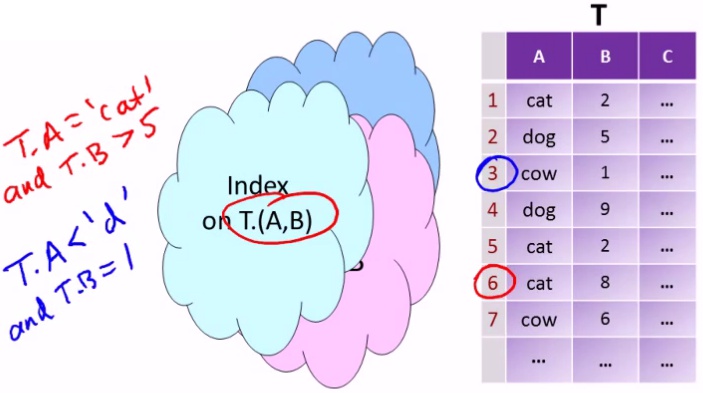 T.A = 'cat'
and T.B > 5
T.A < 'd'
and T.B = 1
Index
on T.(A,B)
B
T
A B C
1 cat 2 ...
2 dog 5 ...
3 cow 1 ...
4 dog 9 ...
5 cat 2 ...
6 cat 8 ...
7 cow 6 ...
... ... ...